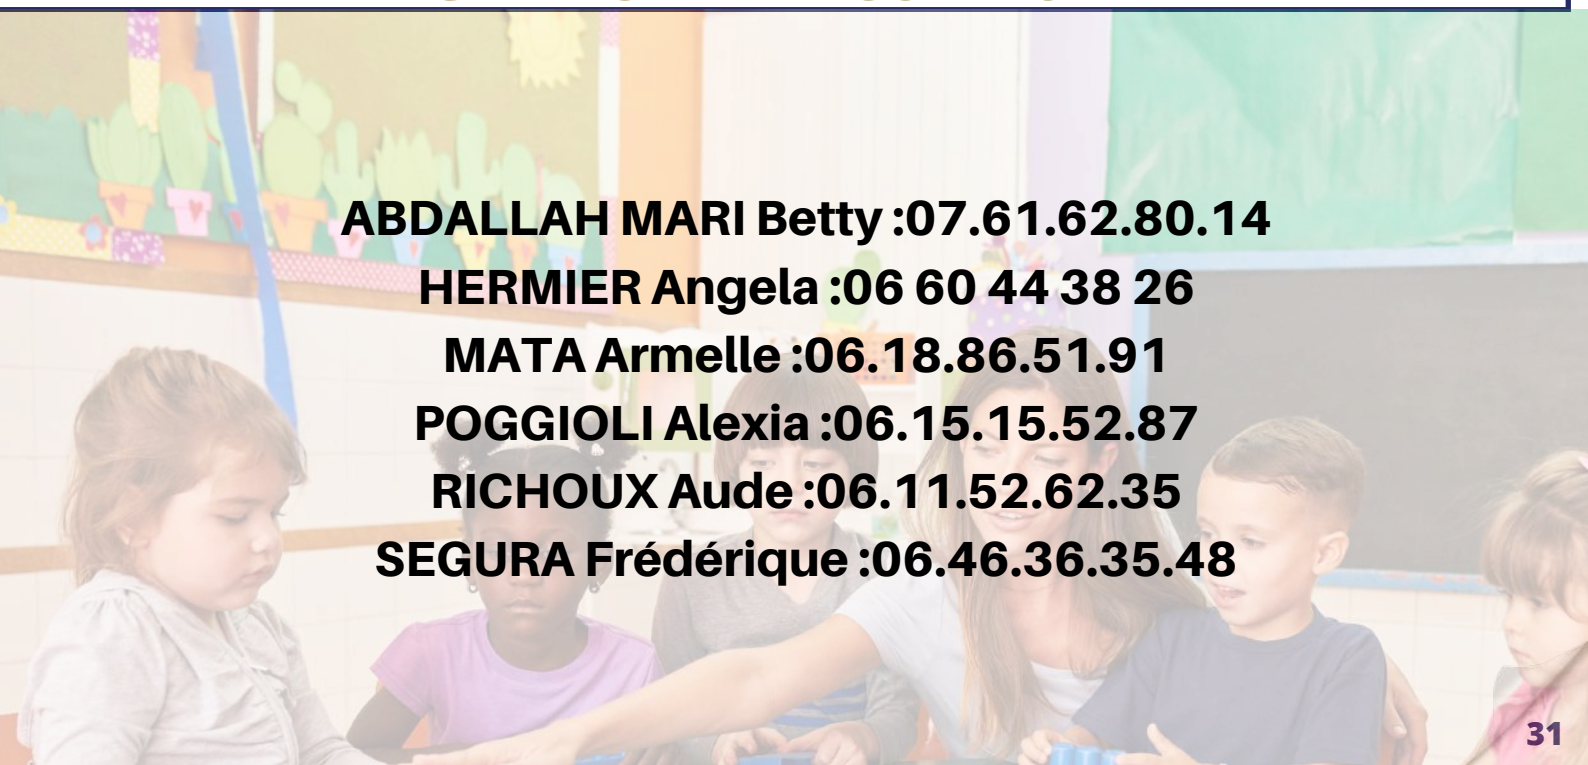 ABDALLAH MARI Betty :07.61.62.80.14
HERMIER Angela :06 60 44 38 26
MATA Armelle :06.18.86.51.91
POGGIOLI Alexia :06.15.15.52.87
RICHOUX Aude :06.11.52.62.35
SEGURA Frédérique :06.46.36.35.48
31